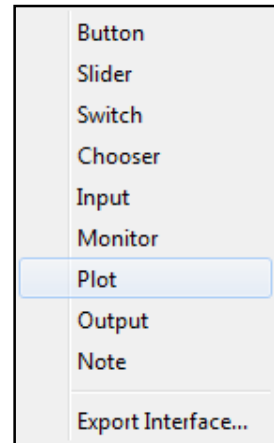 Button
Slider
Switch
Chooser
Input
Monitor
Plot
Output
Note
Export Interface...